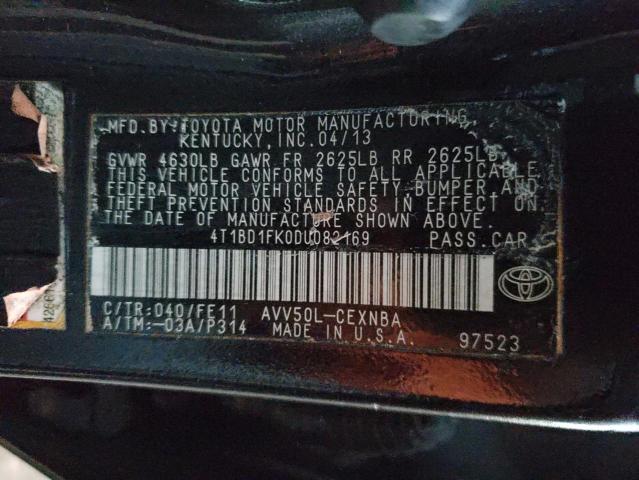 MFD.BY:TOYOTA MOTOR MANUFACTURING,
KENTUCKY, INC.04/13
GVWR 4630LB GAWR FR 2625LB RR 2625LB
THIS VEHICLE CONFORMS TO ALL APPLICABLE
FEDERAL MOTOR VEHICLE SAFETY-BUMPER AND
THEFT PREVENTION STANDARDS IN EFFECT ON
THE DATE OF MANUFACTURE SHOWN ABOVE.
4T1BD1FK0DU082169 PASS.CAR
C/TR:040/FE11 AVV50L-CEXNBA
A/TM:-03A/P314 MADE IN U.S.A. 97523